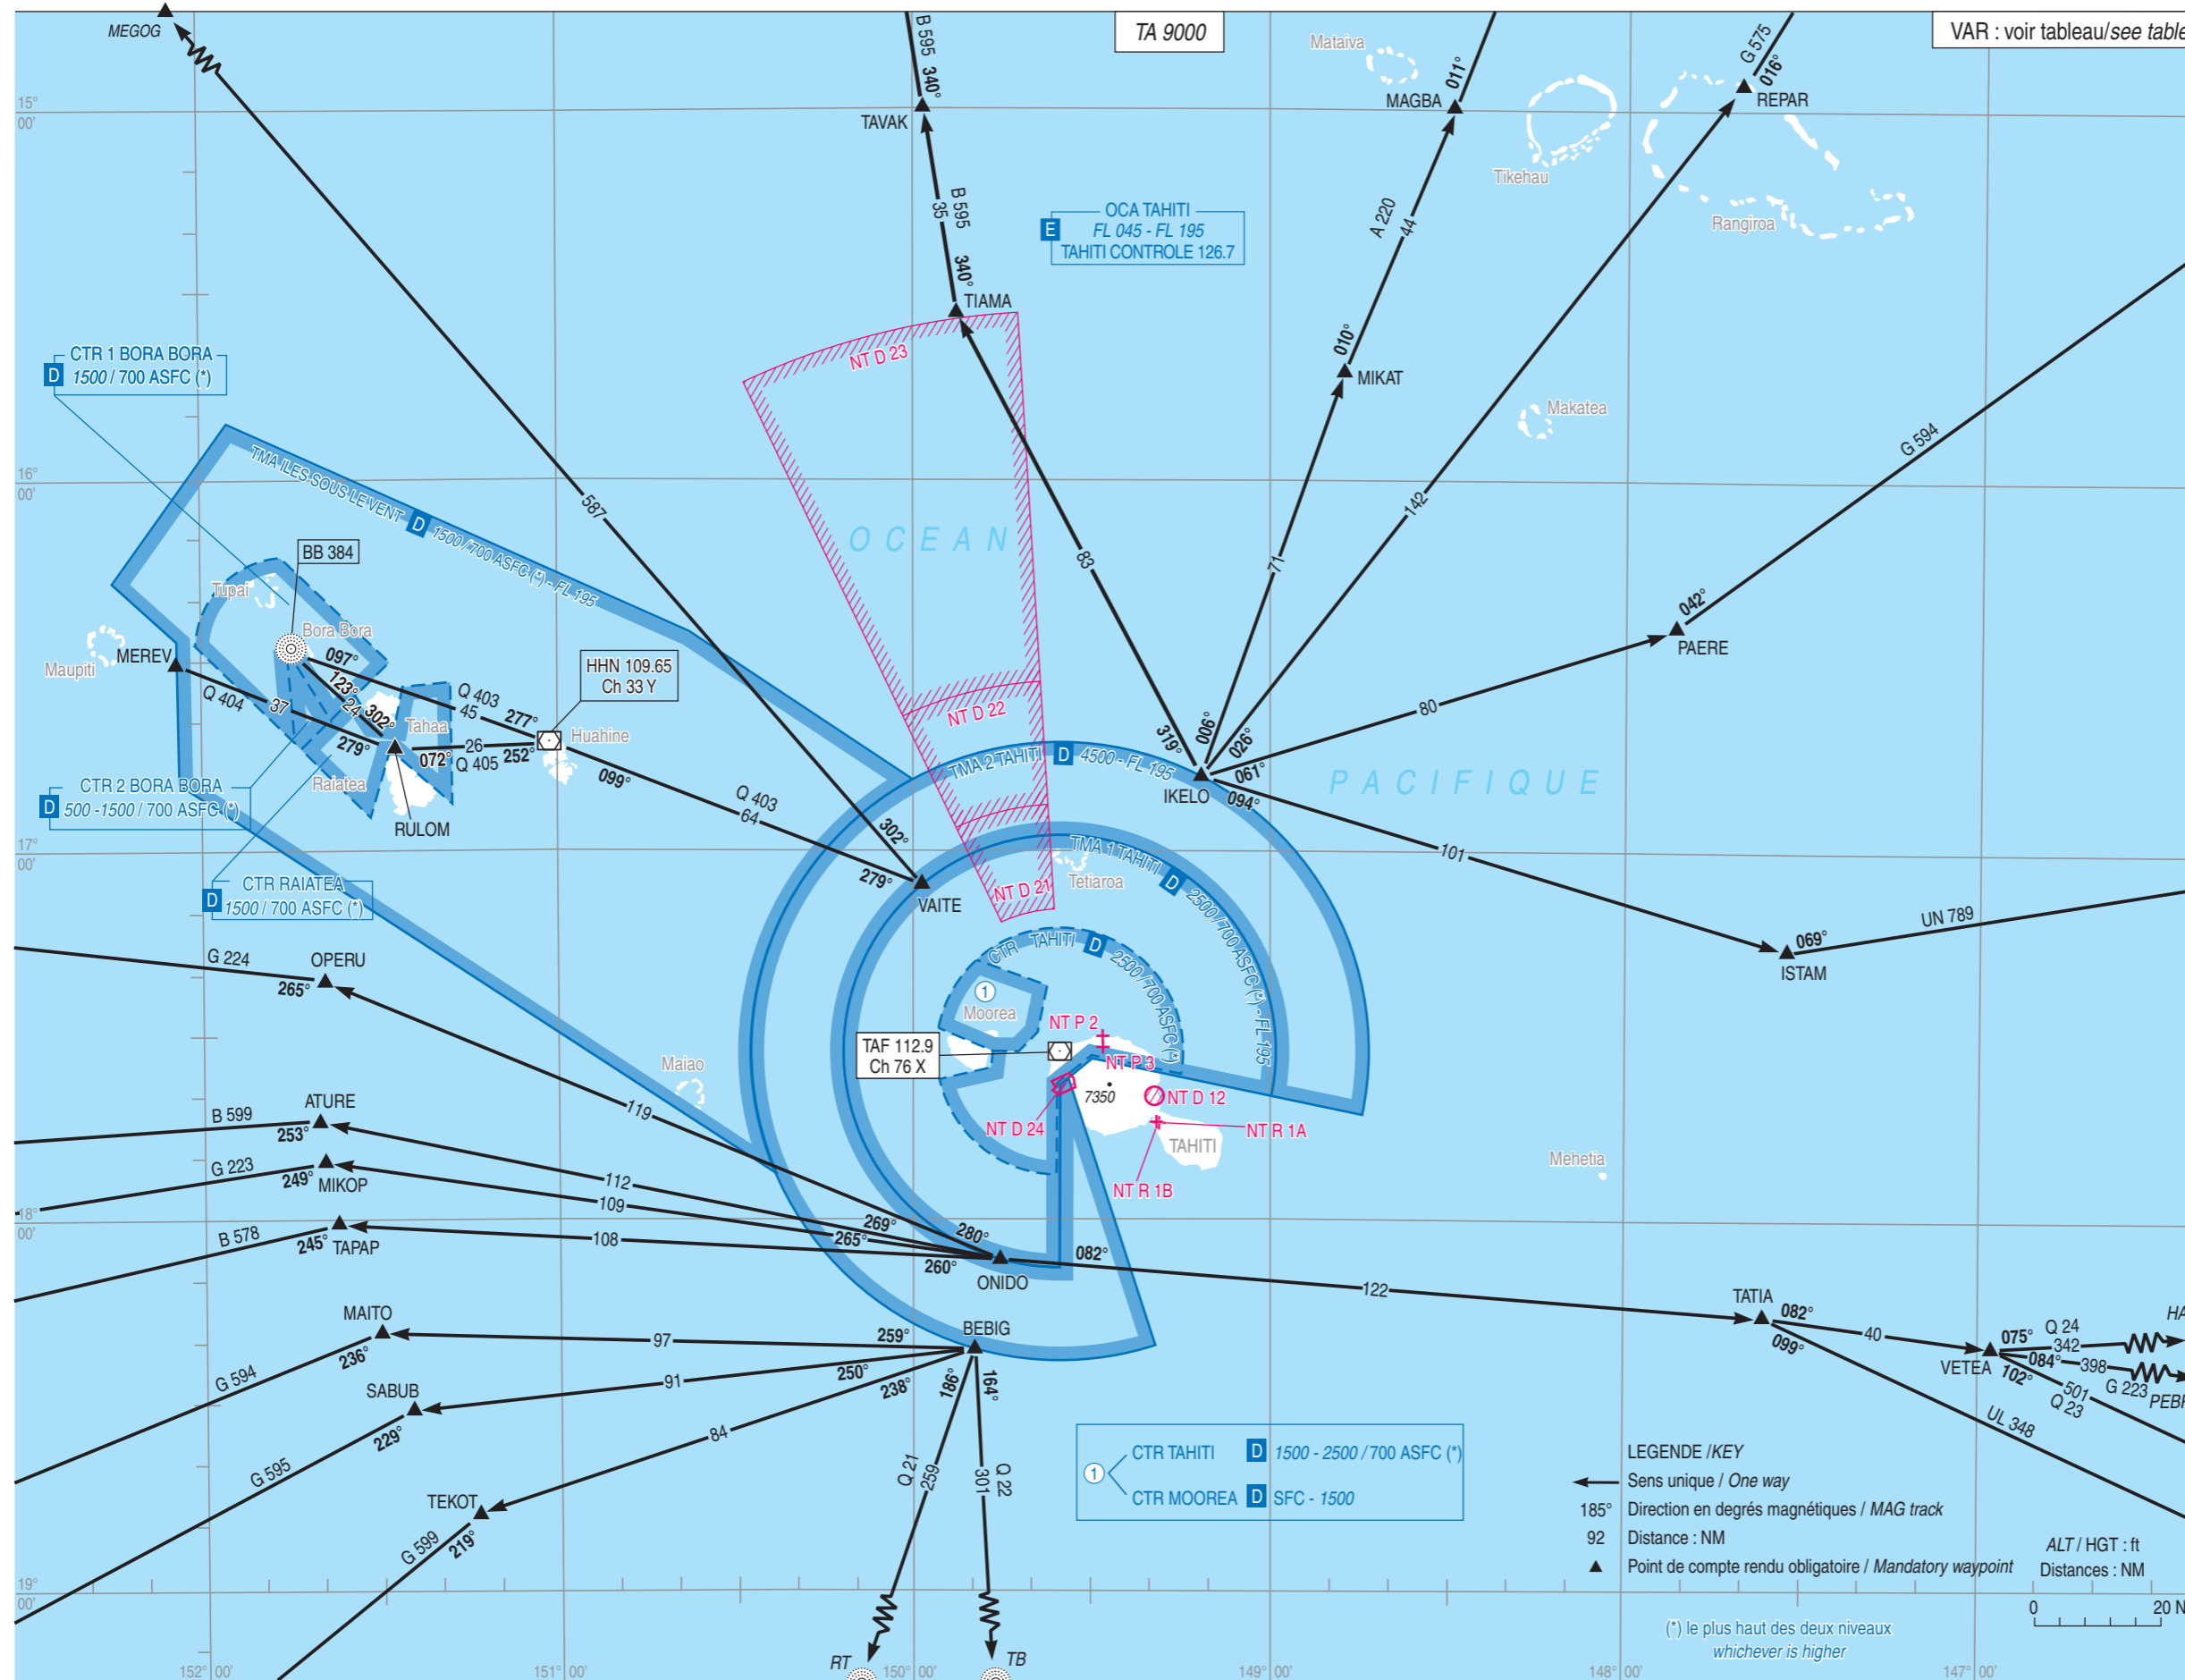 MEGOG
B 595
340°
TA 9000
VAR : voir tableau/see table
Mataiva
G 575
016°
011°
15°
00'
TAVAK
MAGBA
REPAR
Tikehau
Rangiroa
B 595
35
340°
OCA TAHITI
E
FL 045 - FL 195
TAHITI CONTROLE 126.7
A 220
44
TIAMA
010°
MIKAT
NT D 23
CTR 1 BORA BORA
D
1500 / 700 ASFC (*)
Makatea
G 594
16°
00'
TMA ILES SOUS LE VENT D 1500 / 700 ASFC (*) - FL 195
587
OCEAN
142
83
71
BB 384
Tupai
Bora Bora
042°
PAERE
Maupiti
MEREV
097°
123°
24
302°
HHN 109.65
Ch 33 Y
Q 404
37
Q 403
45
277°
Tahaa
279°
26
Q 405
072°
252°
Huahine
099°
NT D 22
80
319°
006°
026°
061°
094°
IKELO
PACIFIQUE
TMA 2 TAHITI D 4500 - FL 195
Raiatea
CTR 2 BORA BORA
D
500 -1500 / 700 ASFC (*)
RULOM
Q 403
64
302°
17°
00'
101
TMA 1 TAHITI D 2500 / 700 ASFC (*) - FL 195
Tetiaroa
CTR RAIATEA
D
1500 / 700 ASFC (*)
279°
VAITE
NT D 21
UN 789
069°
ISTAM
G 224
OPERU
265°
CTR TAHITI D 2500 / 700 ASFC (*)
1
Moorea
NT P 2
TAF 112.9
Ch 76 X
NT P 3
Maiao
7350
NT D 12
NT D 24
NT R 1A
TAHITI
NT R 1B
Mehetia
ATURE
B 599
253°
119
G 223
249°
MIKOP
112
109
18°
00'
B 578
245°
TAPAP
108
269°
265°
280°
260°
ONIDO
082°
122
TATIA
082°
099°
40
HA
075°
Q 24
342
VETEA
084°
398
G 223
102°
501
Q 23
PEB
UL 348
MAITO
236°
97
259°
BEBIG
G 594
SABUB
229°
91
250°
238°
186°
164°
84
G 595
TEKOT
G 599
219°
Q 21
259
301
Q 22
1
CTR TAHITI D 1500 - 2500 / 700 ASFC (*)
CTR MOOREA D SFC - 1500
LEGENDE /KEY
Sens unique / One way
185° Direction en degrés magnétiques / MAG track
92 Distance : NM
Point de compte rendu obligatoire / Mandatory waypoint
ALT / HGT : ft
Distances : NM
0 20 N
(*) le plus haut des deux niveaux
whichever is higher
19°
00'
RT
TB
152° 00'
151° 00'
150° 00'
149° 00'
148° 00'
147° 00'